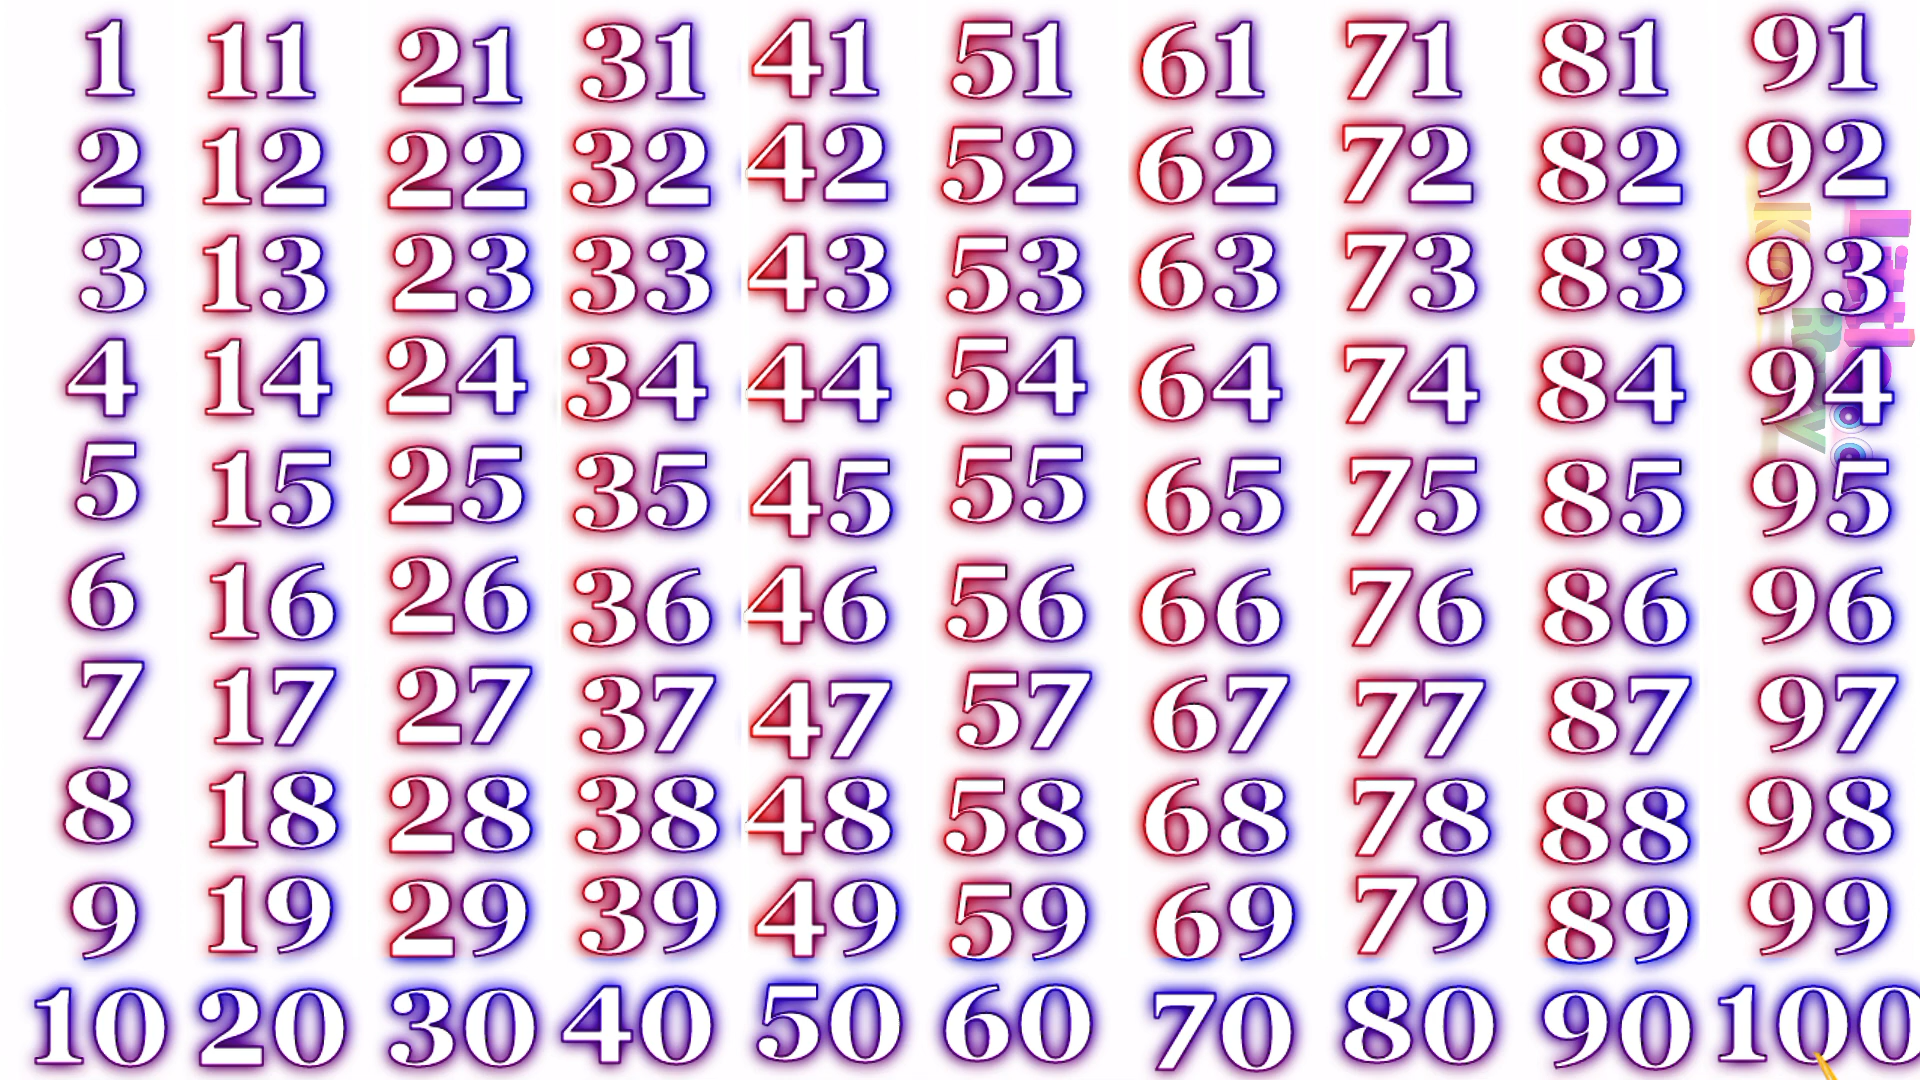 1 11 21 31 41 51 61 71 81 91
2 12 22 32 42 52 62 72 82 92
3 13 23 33 43 53 63 73 83 93
4 14 24 34 44 54 64 74 84 94
5 15 25 35 45 55 65 75 85 95
6 16 26 36 46 56 66 76 86 96
7 17 27 37 47 57 67 77 87 97
8 18 28 38 48 58 68 78 88 98
9 19 29 39 49 59 69 79 89 99
10 20 30 40 50 60 70 80 90 100